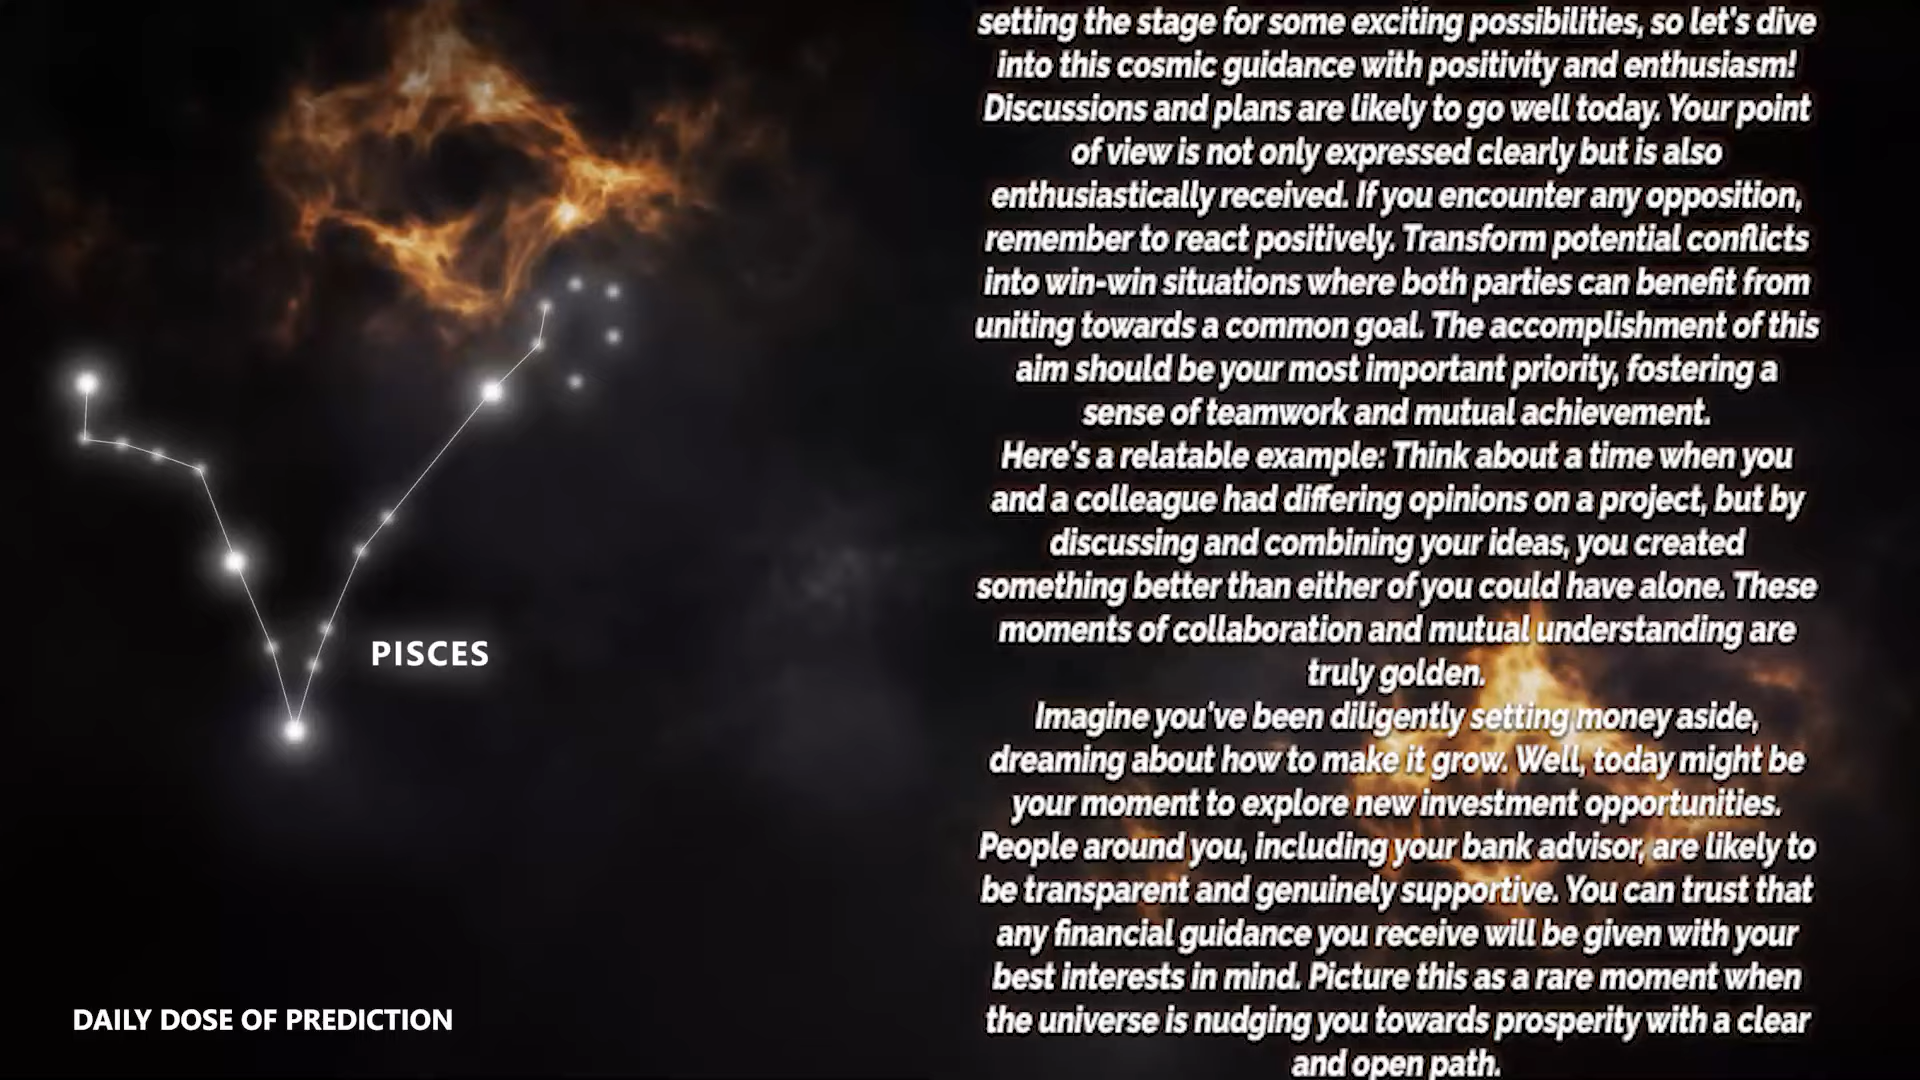 setting the stage for some exciting possibilities, so let's dive
into this cosmic guidance with positivity and enthusiasm!
Discussions and plans are likely to go well today. Your point
of view is not only expressed clearly but is also
enthusiastically received. If you encounter any opposition,
remember to react positively. Transform potential conflicts
into win-win situations where both parties can benefit from
uniting towards a common goal. The accomplishment of this
aim should be your most important priority, fostering a
sense of teamwork and mutual achievement.
Here's a relatable example: Think about a time when you
and a colleague had differing opinions on a project, but by
discussing and combining your ideas, you created
something better than either of you could have alone. These
moments of collaboration and mutual understanding are
truly golden.
Imagine you've been diligently setting money aside,
dreaming about how to make it grow. Well, today might be
your moment to explore new investment opportunities.
People around you, including your bank advisor, are likely to
be transparent and genuinely supportive. You can trust that
any financial guidance you receive will be given with your
best interests in mind. Picture this as a rare moment when
the universe is nudging you towards prosperity with a clear
and open path.
PISCES
DAILY DOSE OF PREDICTION